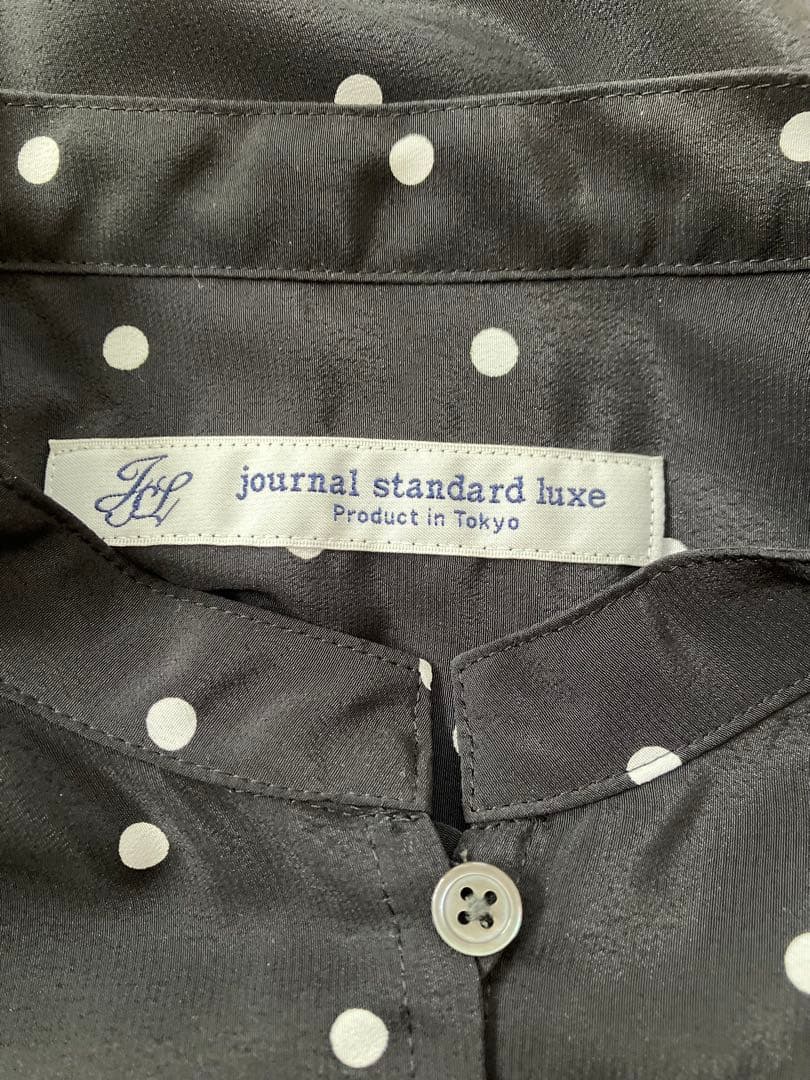 JSL
journal standard luxe
Product in Tokyo